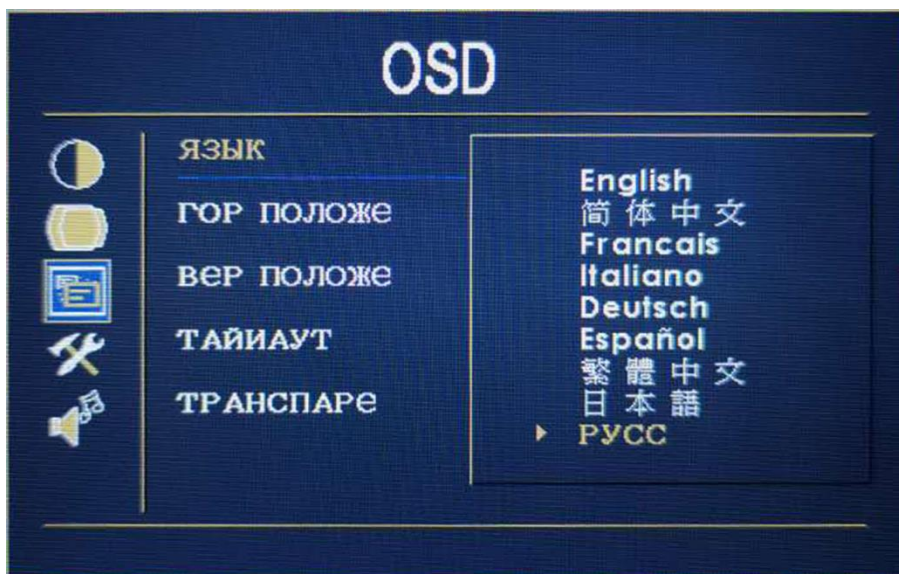 OSD
ЯЗЫК
ГОР ПОЛОЖе
ВеР ПОЛОЖе
ТАЙИАУТ
ТРАНСПАРе
English
简体中文
Francais
Italiano
Deutsch
Español
繁體中文
日本語
РУСС